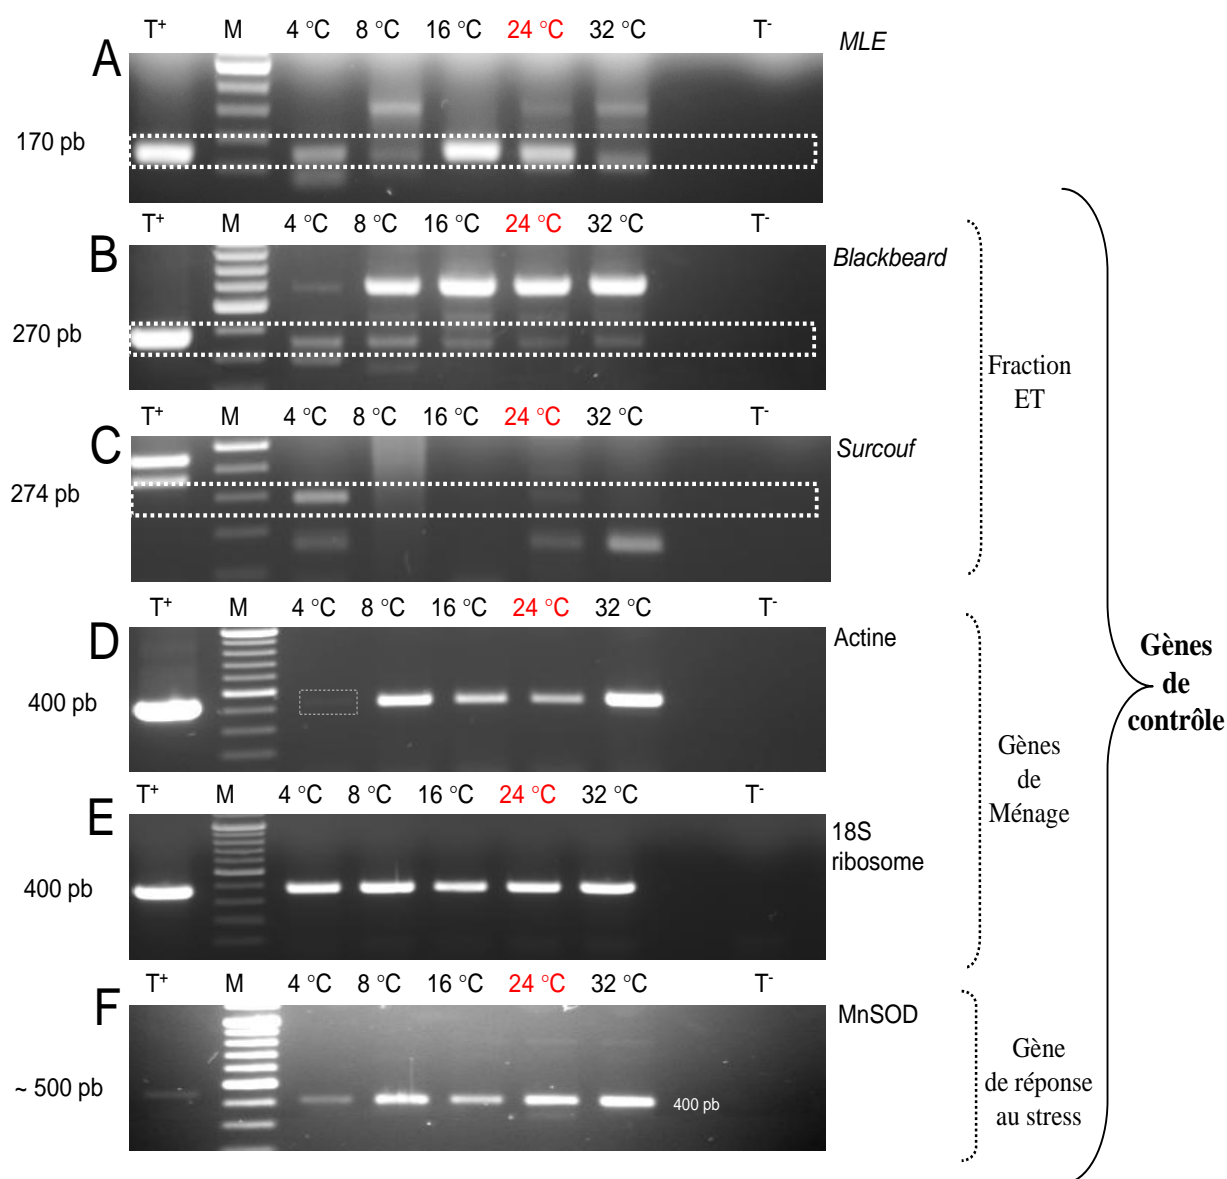 T+ M 4 °C 8 °C 16 °C 24 °C 32 °C T-
A
MLE
170 pb
T+ M 4 °C 8 °C 16 °C 24 °C 32 °C T-
B
Blackbeard
270 pb
T+ M 4 °C 8 °C 16 °C 24 °C 32 °C T-
C
Surcouf
274 pb
Fraction
ET
T+ M 4 °C 8 °C 16 °C 24 °C 32 °C T-
D
Actine
400 pb
T+ M 4 °C 8 °C 16 °C 24 °C 32 °C T-
E
18S
ribosome
400 pb
Gènes
de
Ménage
T+ M 4 °C 8 °C 16 °C 24 °C 32 °C T-
F
MnSOD
~ 500 pb
400 pb
Gène
de réponse
au stress
Gènes
de
contrôle